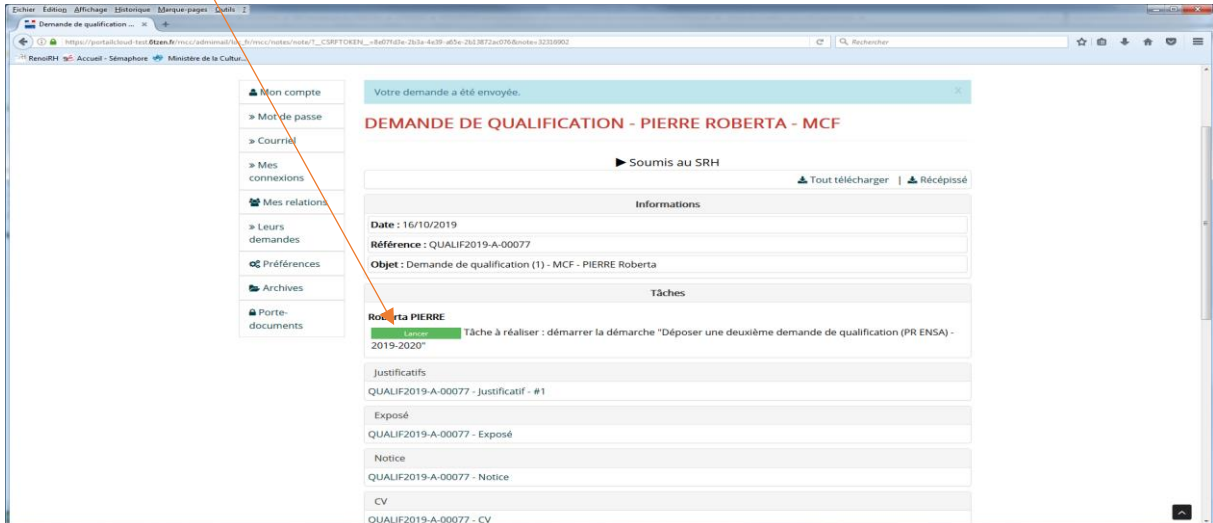 Fichier Édition Affichage Historique Marque-pages Outils ?
Demande de qualification ... × +
Rechercher
RenoiRH Accueil - Sémaphore Ministère de la Cultur...
Mon compte
» Mot de passe
» Courriel
» Mes
connexions
Mes relations
» Leurs
demandes
Préférences
Archives
Porte-
documents
Votre demande a été envoyée. ×
DEMANDE DE QUALIFICATION - PIERRE ROBERTA - MCF
▶ Soumis au SRH
Tout télécharger | Récépissé
Informations
Date : 16/10/2019
Référence : QUALIF2019-A-00077
Objet : Demande de qualification (1) - MCF - PIERRE Roberta
Tâches
Roberta PIERRE
Lancer Tâche à réaliser : démarrer la démarche "Déposer une deuxième demande de qualification (PR ENSA) -
2019-2020"
Justificatifs
QUALIF2019-A-00077 - Justificatif - #1
Exposé
QUALIF2019-A-00077 - Exposé
Notice
QUALIF2019-A-00077 - Notice
CV
QUALIF2019-A-00077 - CV